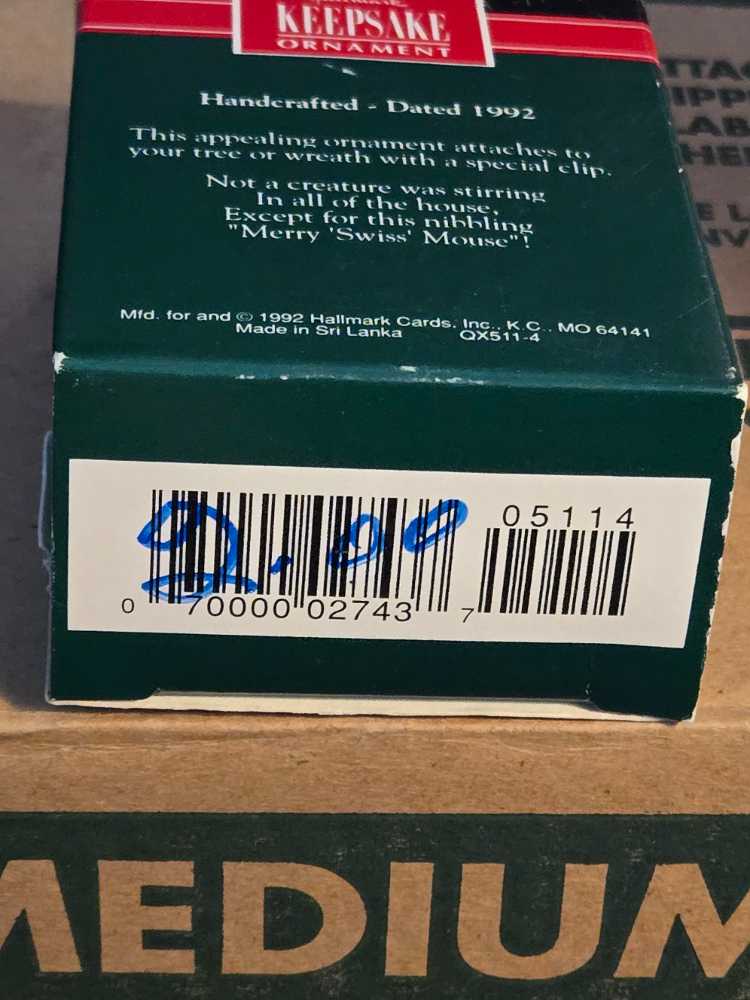 KEEPSAKE
ORNAMENT
Handcrafted - Dated 1992
This appealing ornament attaches to
your tree or wreath with a special clip.
Not a creature was stirring
In all of the house,
Except for this nibbling
"Merry 'Swiss' Mouse"!
Mfd. for and © 1992 Hallmark Cards, Inc., K.C., MO 64141
Made in Sri Lanka QX511-4
05114
2.00
0 70000 02743 7
MEDIUM